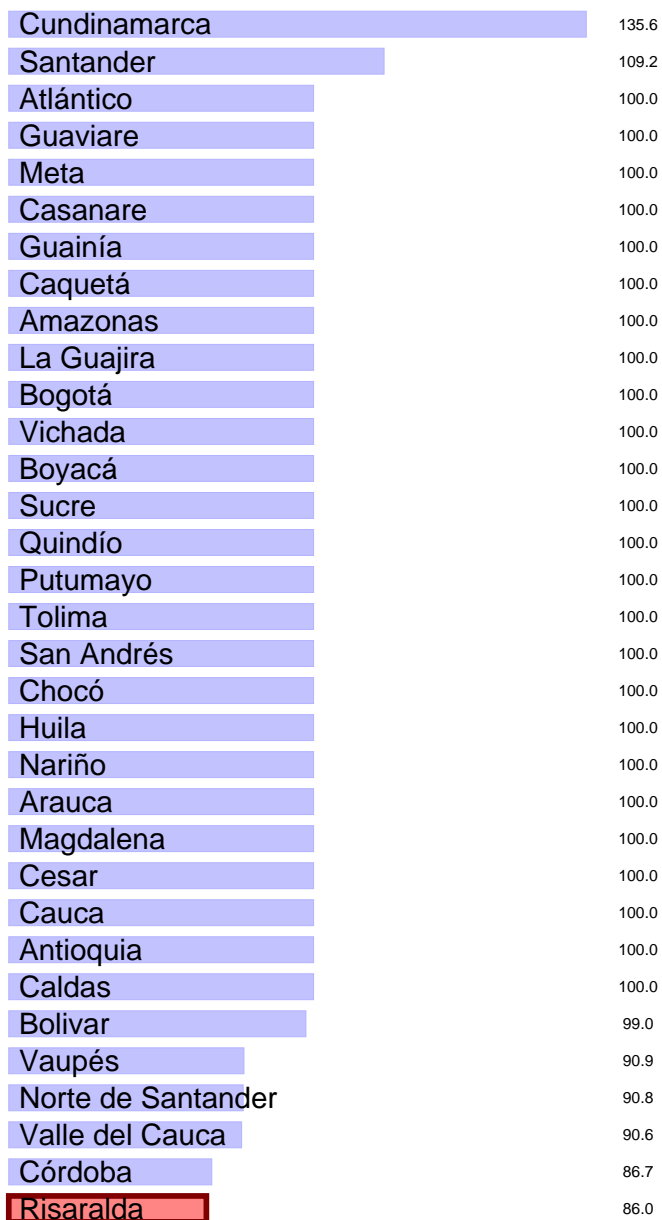 Cundinamarca 135.6
Santander 109.2
Atlántico 100.0
Guaviare 100.0
Meta 100.0
Casanare 100.0
Guainía 100.0
Caquetá 100.0
Amazonas 100.0
La Guajira 100.0
Bogotá 100.0
Vichada 100.0
Boyacá 100.0
Sucre 100.0
Quindío 100.0
Putumayo 100.0
Tolima 100.0
San Andrés 100.0
Chocó 100.0
Huila 100.0
Nariño 100.0
Arauca 100.0
Magdalena 100.0
Cesar 100.0
Cauca 100.0
Antioquia 100.0
Caldas 100.0
Bolivar 99.0
Vaupés 90.9
Norte de Santander 90.8
Valle del Cauca 90.6
Córdoba 86.7
Risaralda 86.0